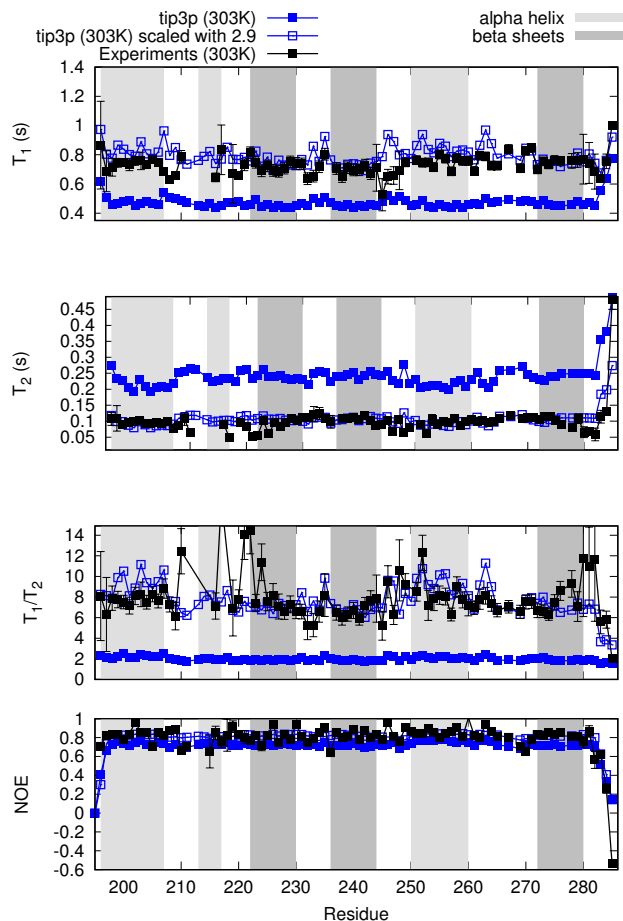 tip3p (303K)
tip3p (303K) scaled with 2.9
Experiments (303K)
alpha helix
beta sheets
T1 (s)
1.4
1.2
1
0.8
0.6
0.4
T2 (s)
0.45
0.4
0.35
0.3
0.25
0.2
0.15
0.1
0.05
T1/T2
14
12
10
8
6
4
2
0
NOE
1
0.8
0.6
0.4
0.2
0
-0.2
-0.4
-0.6
200 210 220 230 240 250 260 270 280
Residue